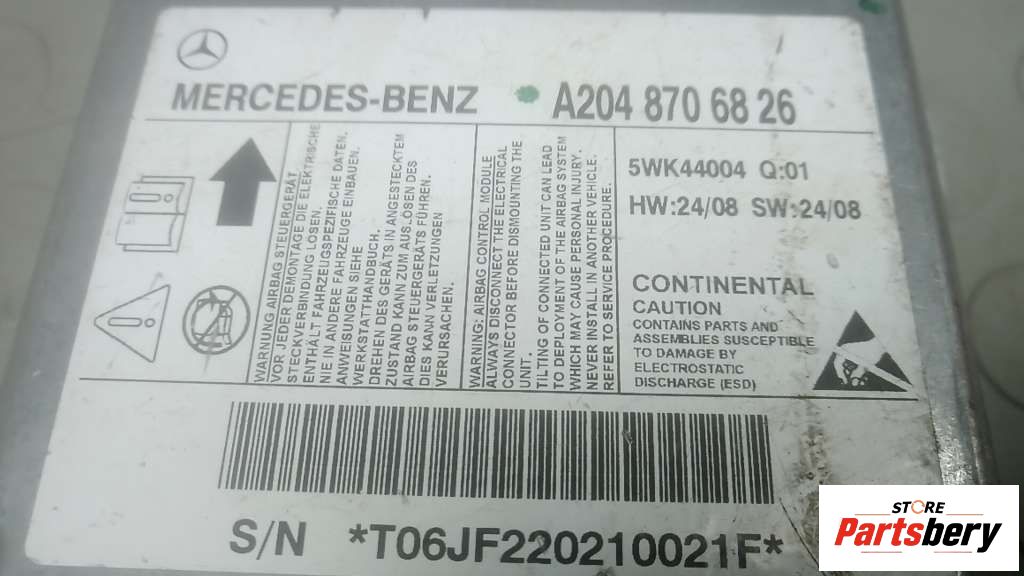 MERCEDES-BENZ A204 870 68 26
WARNUNG AIRBAG STEUERGERÄT
VOR JEDER DEMONTAGE DIE ELEKTRISCHE
STECKVERBINDUNG LÖSEN.
ENTHÄLT FAHRZEUGSPEZIFISCHE DATEN.
NIE IN ANDERE FAHRZEUGE EINBAUEN.
ANWEISUNGEN SIEHE
WERKSTATTHANDBUCH.
DREHEN DES GERÄTS IN ANGESTECKTEM
ZUSTAND KANN ZUM AUSLÖSEN DES
AIRBAG STEUERGERÄTS FÜHREN.
DIES KANN VERLETZUNGEN
VERURSACHEN.
WARNING: AIRBAG CONTROL MODULE
ALWAYS DISCONNECT THE ELECTRICAL
CONNECTOR BEFORE DISMOUNTING THE
UNIT.
TILTING OF CONNECTED UNIT CAN LEAD
TO DEPLOYMENT OF THE AIRBAG SYSTEM
WHICH MAY CAUSE PERSONAL INJURY.
NEVER INSTALL IN ANOTHER VEHICLE.
REFER TO SERVICE PROCEDURE.
5WK44004 Q:01
HW:24/08 SW:24/08
CONTINENTAL
CAUTION
CONTAINS PARTS AND
ASSEMBLIES SUSCEPTIBLE
TO DAMAGE BY
ELECTROSTATIC
DISCHARGE (ESD)
S/N *T06JF220210021F*
STORE
Partsbery